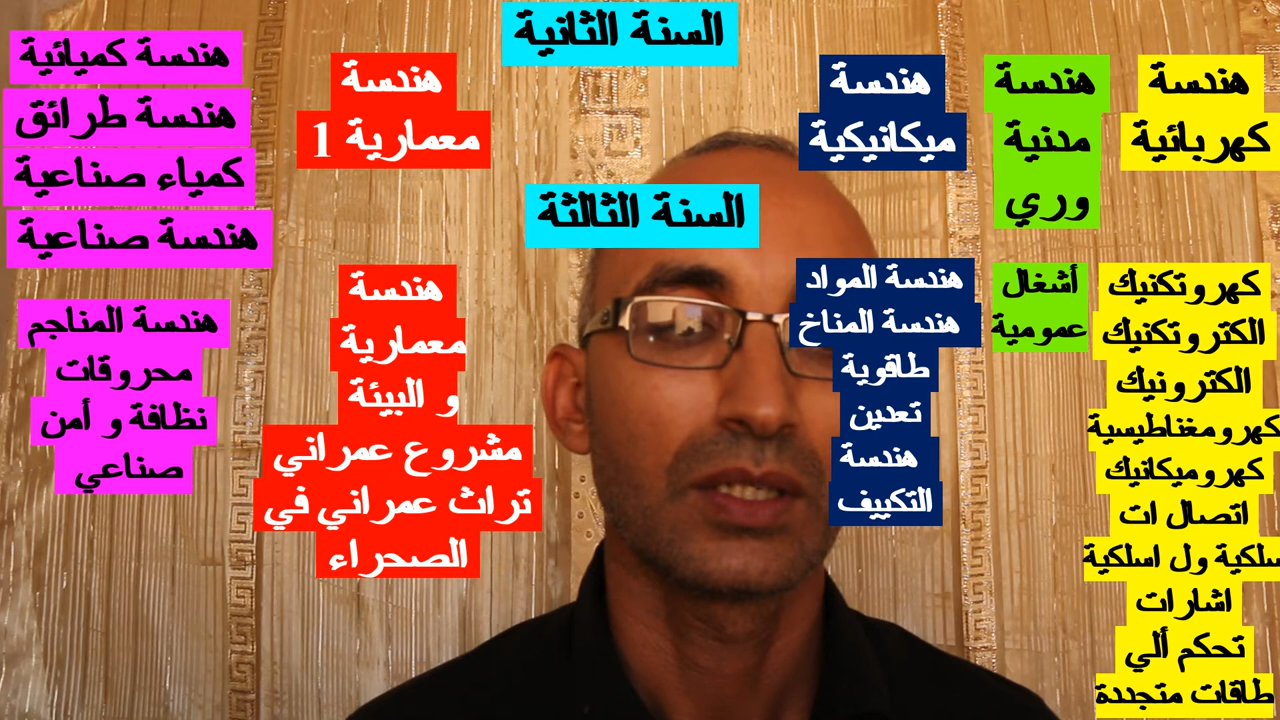 السنة الثانية
هندسة
كهربائية
هندسة
مدنية
وري
هندسة
ميكانيكية
هندسة
معمارية 1
هندسة كميائية
هندسة طرائق
كمياء صناعية
هندسة صناعية
السنة الثالثة
كهروتكنيك
الكتروتكنيك
الكترونيك
كهرومغناطيسية
كهروميكانيك
اتصال ات
سلكية ول اسلكية
اشارات
تحكم ألي
طاقات متجددة
أشغال
عمومية
هندسة المواد
هندسة المناخ
طاقوية
تعدين
هندسة
التكييف
هندسة
معمارية
و البيئة
مشروع عمراني
تراث عمراني في
الصحراء
هندسة المناجم
محروقات
نظافة و أمن
صناعي